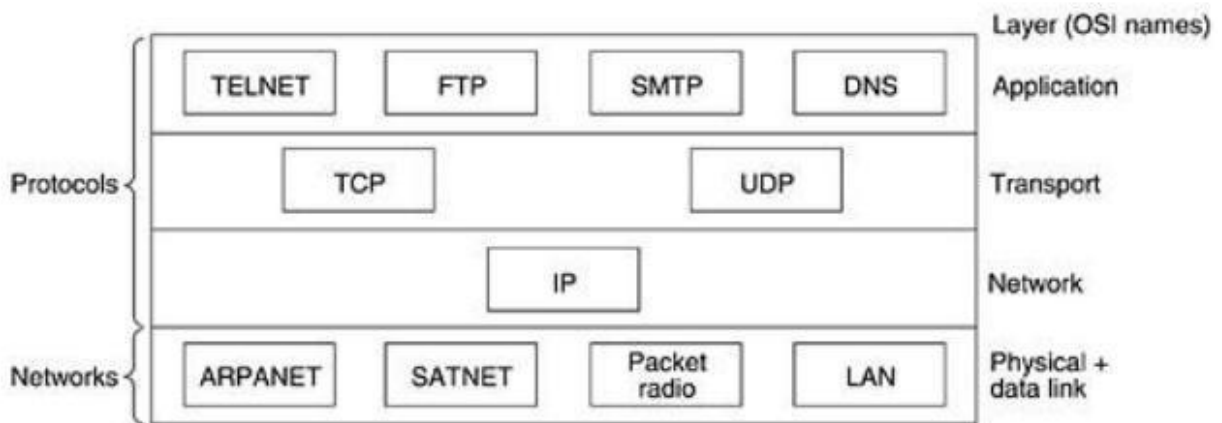 Layer (OSI names)
TELNET FTP SMTP DNS Application
Protocols TCP UDP Transport
IP Network
Networks ARPANET SATNET Packet radio LAN Physical + data link